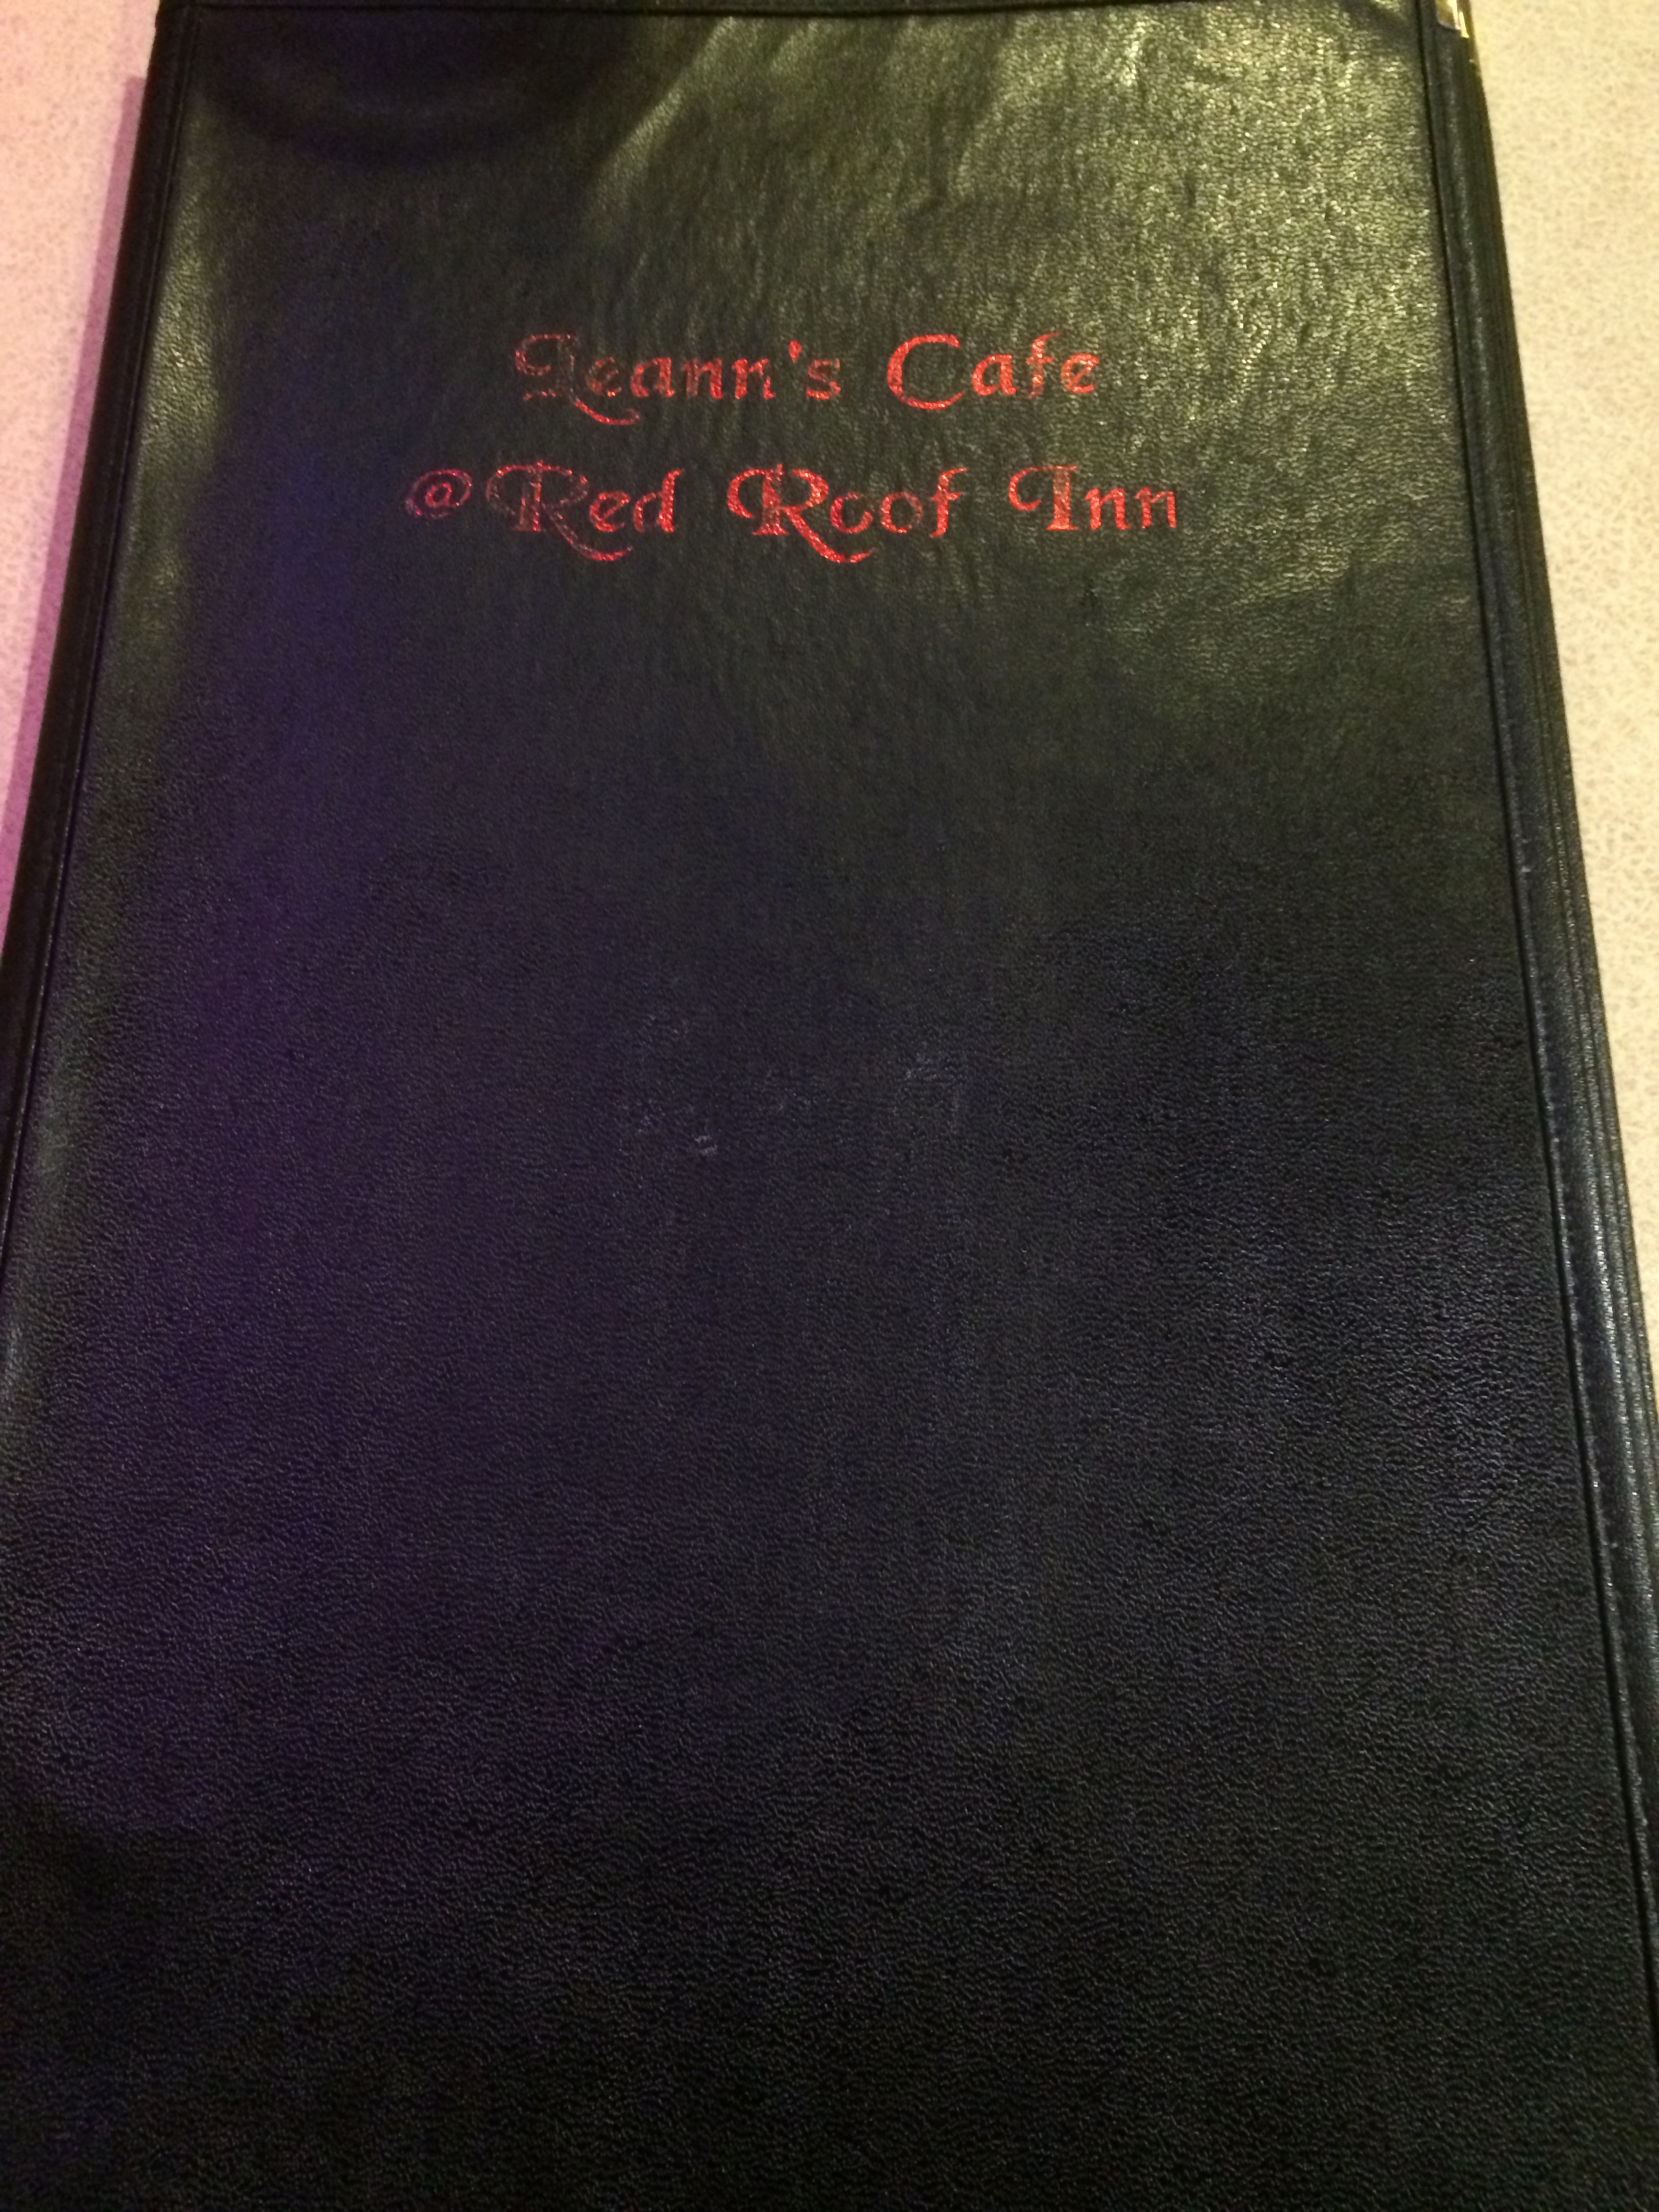 Leann's Cafe
@ Red Roof Inn